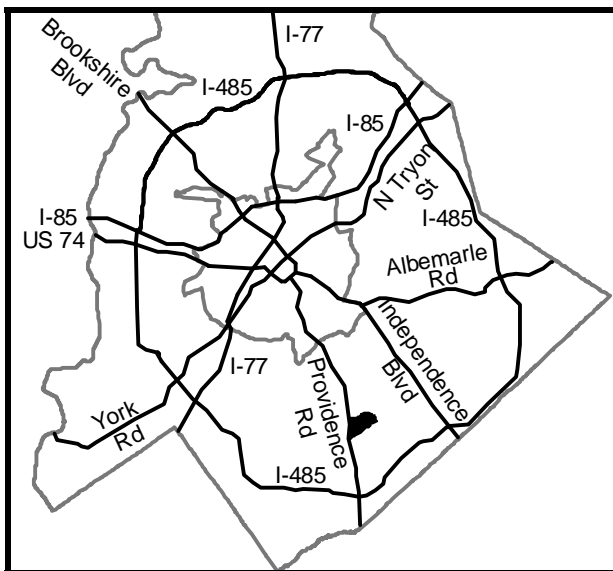 I-77
Brookshire
Blvd
I-485
I-85
N Tryon
St
I-85
US 74
I-485
Albemarle
Rd
Independence
Blvd
I-77
Providence
Rd
York
Rd
I-485